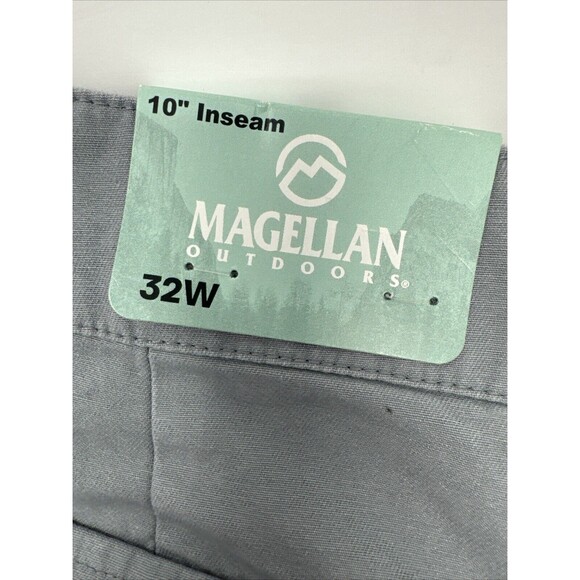 10" Inseam
MAGELLAN
OUTDOORS®
32W